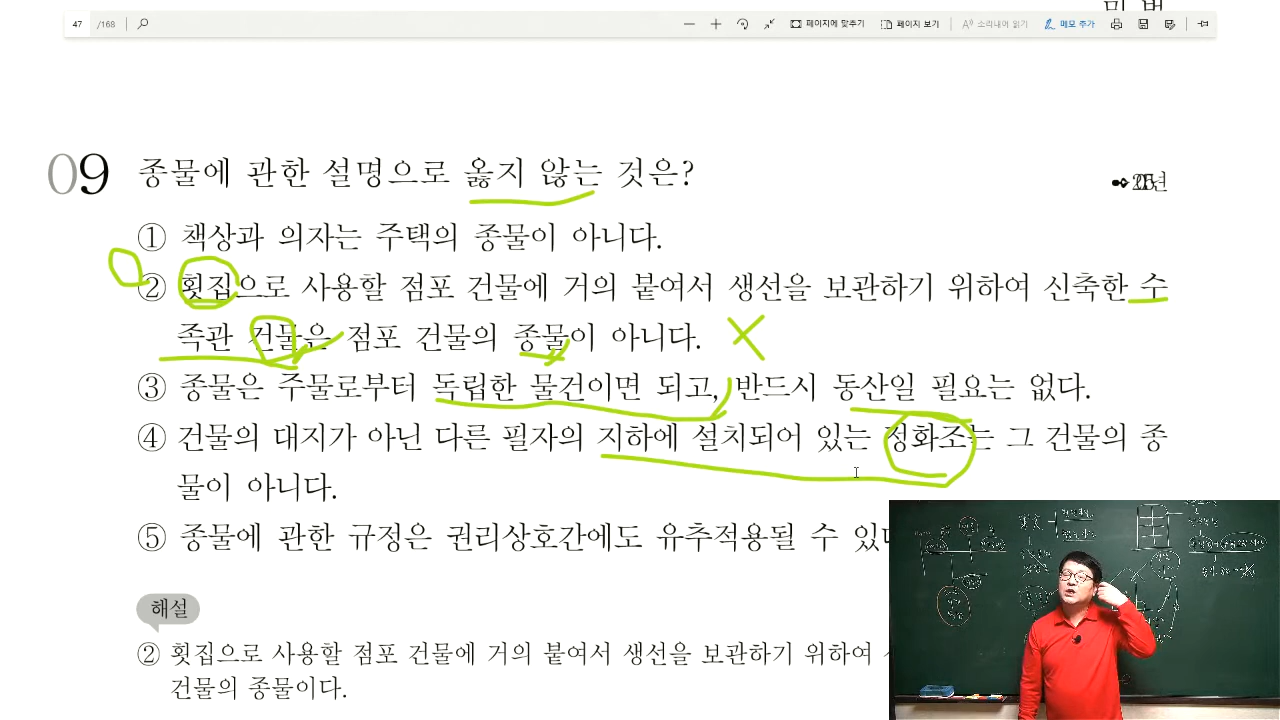 민법
47 /168 페이지에 맞추기 페이지 보기 소리내어 읽기 메모 추가
09 종물에 관한 설명으로 옳지 않는 것은?
① 책상과 의자는 주택의 종물이 아니다.
② 횟집으로 사용할 점포 건물에 거의 붙여서 생선을 보관하기 위하여 신축한 수
족관 건물은 점포 건물의 종물이 아니다.
③ 종물은 주물로부터 독립한 물건이면 되고, 반드시 동산일 필요는 없다.
④ 건물의 대지가 아닌 다른 필자의 지하에 설치되어 있는 정화조는 그 건물의 종
물이 아니다.
⑤ 종물에 관한 규정은 권리상호간에도 유추적용될 수 있
해설
② 횟집으로 사용할 점포 건물에 거의 붙여서 생선을 보관하기 위하여
건물의 종물이다.